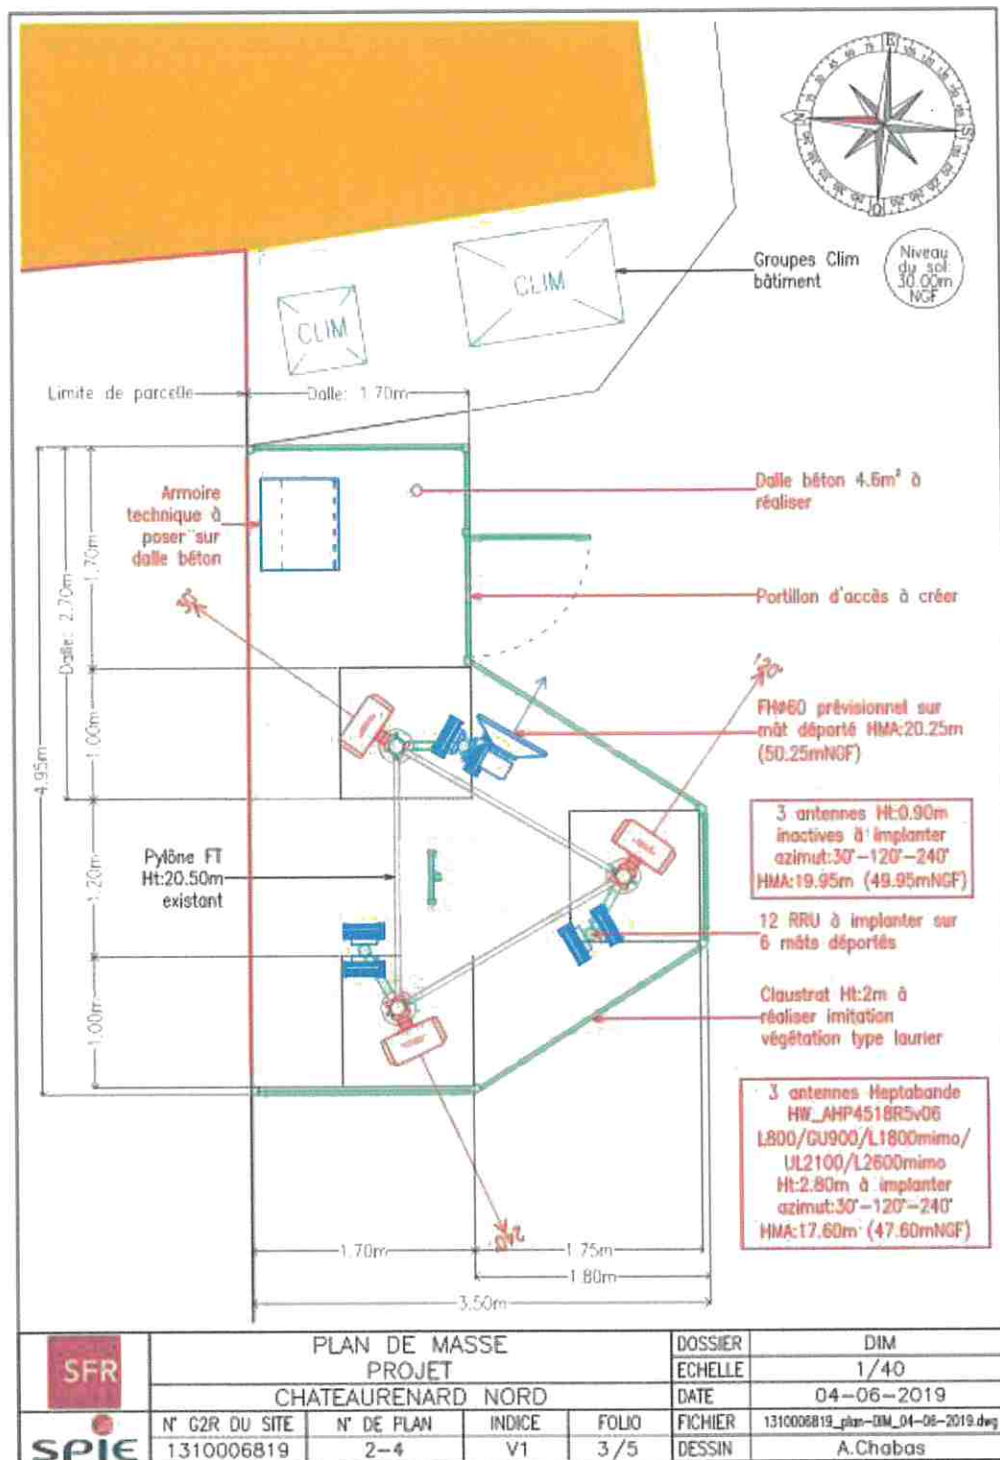 E
N
S
O
Niveau
du sol:
30.00m
NGF
Groupes Clim
bâtiment
CLIM
CLIM
Limite de parcelle
Dalle: 1.70m
Armoire
technique à
poser sur
dalle béton
Dalle béton 4.6m² à
réaliser
Portillon d'accès à créer
1.70m
Dalle: 2.70m
1.00m
4.95m
30°
120°
FH⌀60 prévisionnel sur
mât déporté HMA:20.25m
(50.25mNGF)
3 antennes Ht:0.90m
inactives à implanter
azimut:30°-120°-240°
HMA:19.95m (49.95mNGF)
Pylône FT
Ht:20.50m
existant
1.20m
12 RRU à implanter sur
6 mâts déportés
Claustrat Ht:2m à
réaliser imitation
végétation type laurier
1.00m
3 antennes Heptabande
HW_AHP4518R5v06
L800/GU900/L1800mimo/
UL2100/L2600mimo
Ht:2.80m à implanter
azimut:30°-120°-240°
HMA:17.60m (47.60mNGF)
240°
1.70m
1.75m
1.80m
3.50m
SFR
PLAN DE MASSE
PROJET
CHATEAURENARD NORD
DOSSIER
DIM
ECHELLE
1/40
DATE
04-06-2019
SPIE
N° G2R DU SITE
N° DE PLAN
INDICE
FOLIO
FICHIER
1310006819_plan-DIM_04-06-2019.dwg
1310006819
2-4
V1
3/5
DESSIN
A.Chabas